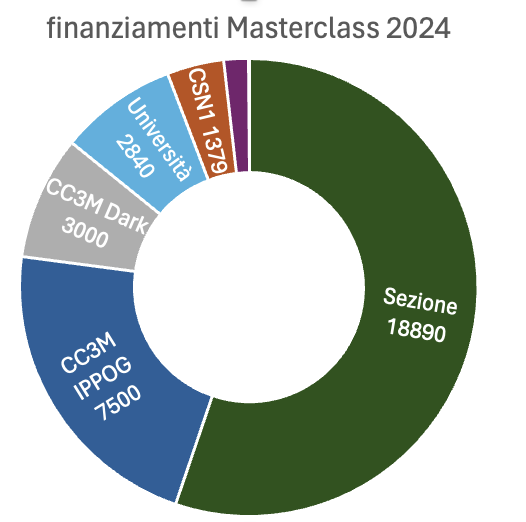 finanziamenti Masterclass 2024
CSN1 1379
Università
2840
CC3M Dark
3000
CC3M
IPPOG
7500
Sezione
18890